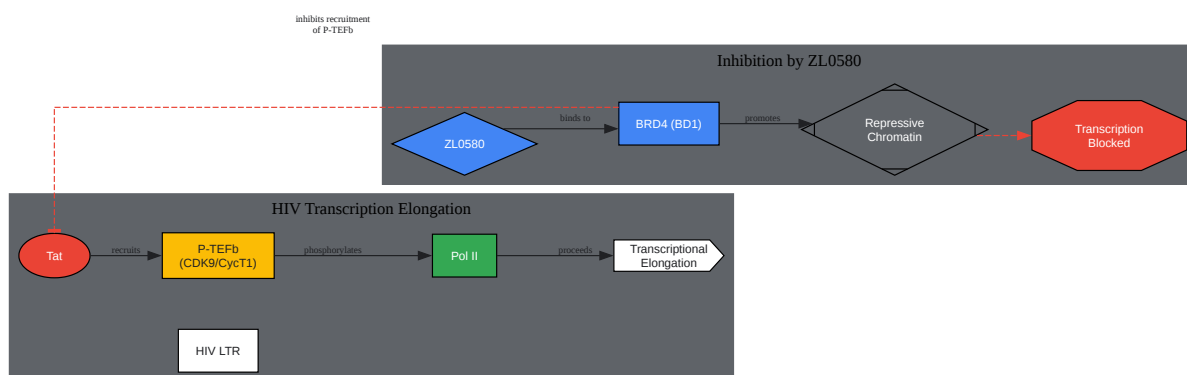 inhibits recruitment
of P-TEFb
Inhibition by ZL0580
ZL0580
binds to
BRD4 (BD1)
promotes
Repressive
Chromatin
Transcription
Blocked
HIV Transcription Elongation
Tat
recruits
P-TEFb
(CDK9/CycT1)
phosphorylates
Pol II
proceeds
Transcriptional
Elongation
HIV LTR